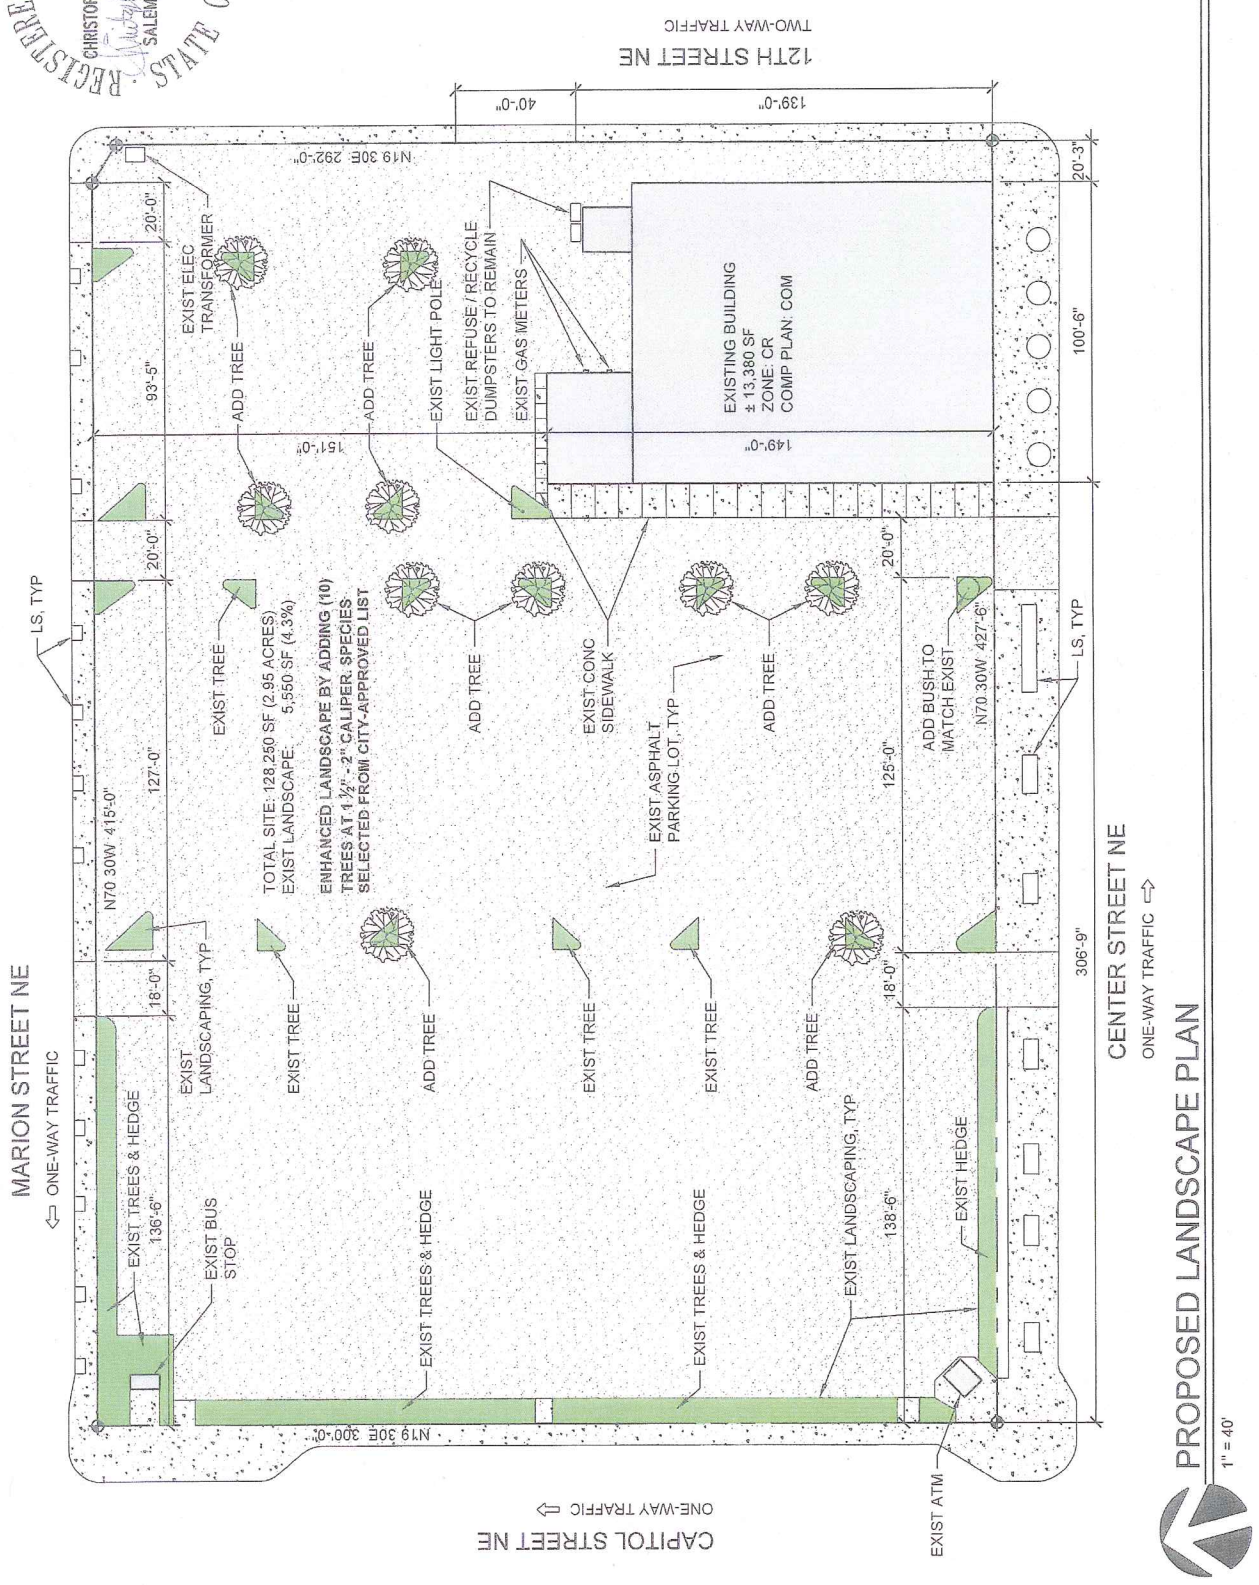 REGISTERE
CHRISTOF
SALEM
STATE
MARION STREET NE
⇦ ONE-WAY TRAFFIC
LS, TYP
EXIST TREES & HEDGE
136'-6"
EXIST BUS
STOP
18'-0"
EXIST
LANDSCAPING, TYP
N70 30W 415'-0"
127'-0"
20'-0"
93'-5"
20'-0"
EXIST ELEC
TRANSFORMER
N19 30E 292'-0"
EXIST TREE
EXIST TREE
TOTAL SITE: 128,250 SF (2.95 ACRES)
EXIST LANDSCAPE: 5,550 SF (4.3%)
ENHANCED LANDSCAPE BY ADDING (10)
TREES AT 1 ½" - 2" CALIPER. SPECIES
SELECTED FROM CITY-APPROVED LIST
ADD TREE
151'-0"
ADD TREE
EXIST LIGHT POLE
EXIST REFUSE / RECYCLE
DUMPSTERS TO REMAIN
EXIST GAS METERS
40'-0"
139'-0"
12TH STREET NE
TWO-WAY TRAFFIC
EXIST TREES & HEDGE
ADD TREE
ADD TREE
EXIST TREE
EXIST CONC
SIDEWALK
EXIST ASPHALT
PARKING LOT, TYP
EXIST TREES & HEDGE
EXIST TREE
ADD TREE
EXISTING BUILDING
± 13,380 SF
ZONE: CR
COMP PLAN: COM
149'-0"
ADD TREE
EXIST LANDSCAPING, TYP
138'-6"
18'-0"
125'-0"
20'-0"
EXIST HEDGE
ADD BUSH TO
MATCH EXIST
N70 30W 427'-6"
N19 30E 300'-0"
CAPITOL STREET NE
ONE-WAY TRAFFIC ⇨
EXIST ATM
LS, TYP
306'-9"
100'-6"
20'-3"
CENTER STREET NE
ONE-WAY TRAFFIC ⇨
PROPOSED LANDSCAPE PLAN
1" = 40'